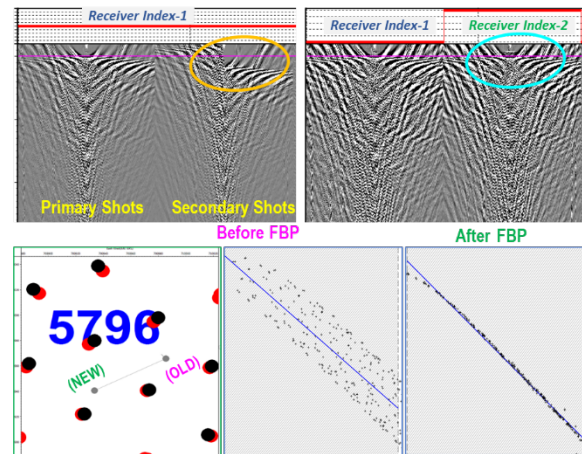 Receiver Index-1
Receiver Index-1
Receiver Index-2
Primary Shots
Secondary Shots
Before FBP
After FBP
5796
(NEW)
(OLD)